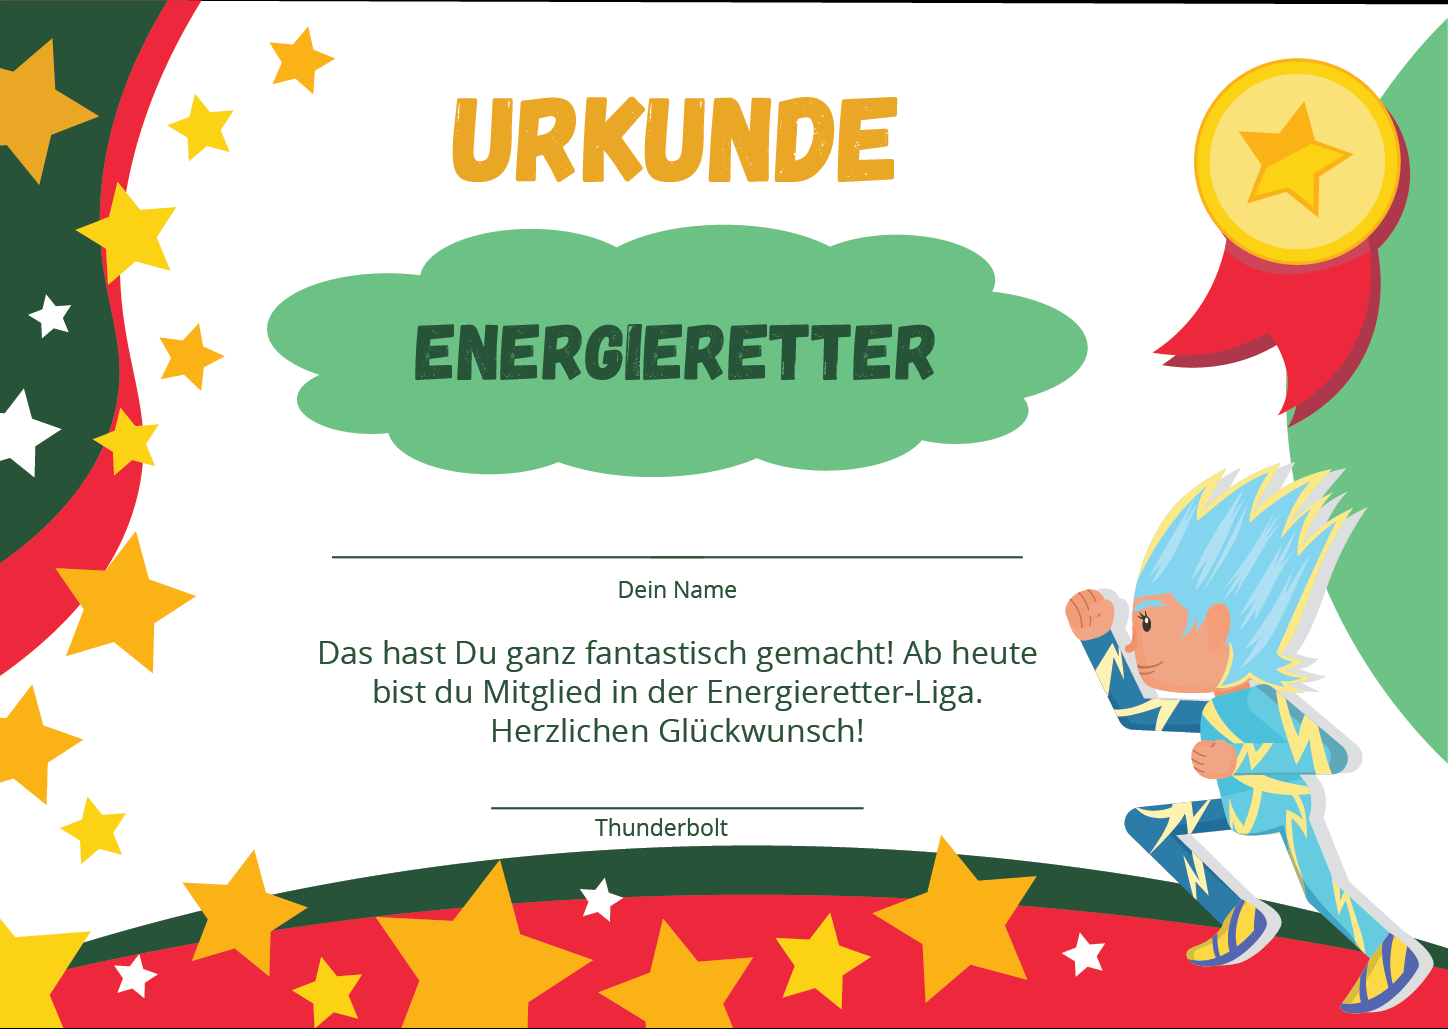 URKUNDE
ENERGIERETTER
Dein Name
Das hast Du ganz fantastisch gemacht! Ab heute
bist du Mitglied in der Energieretter-Liga.
Herzlichen Glückwunsch!
Thunderbolt